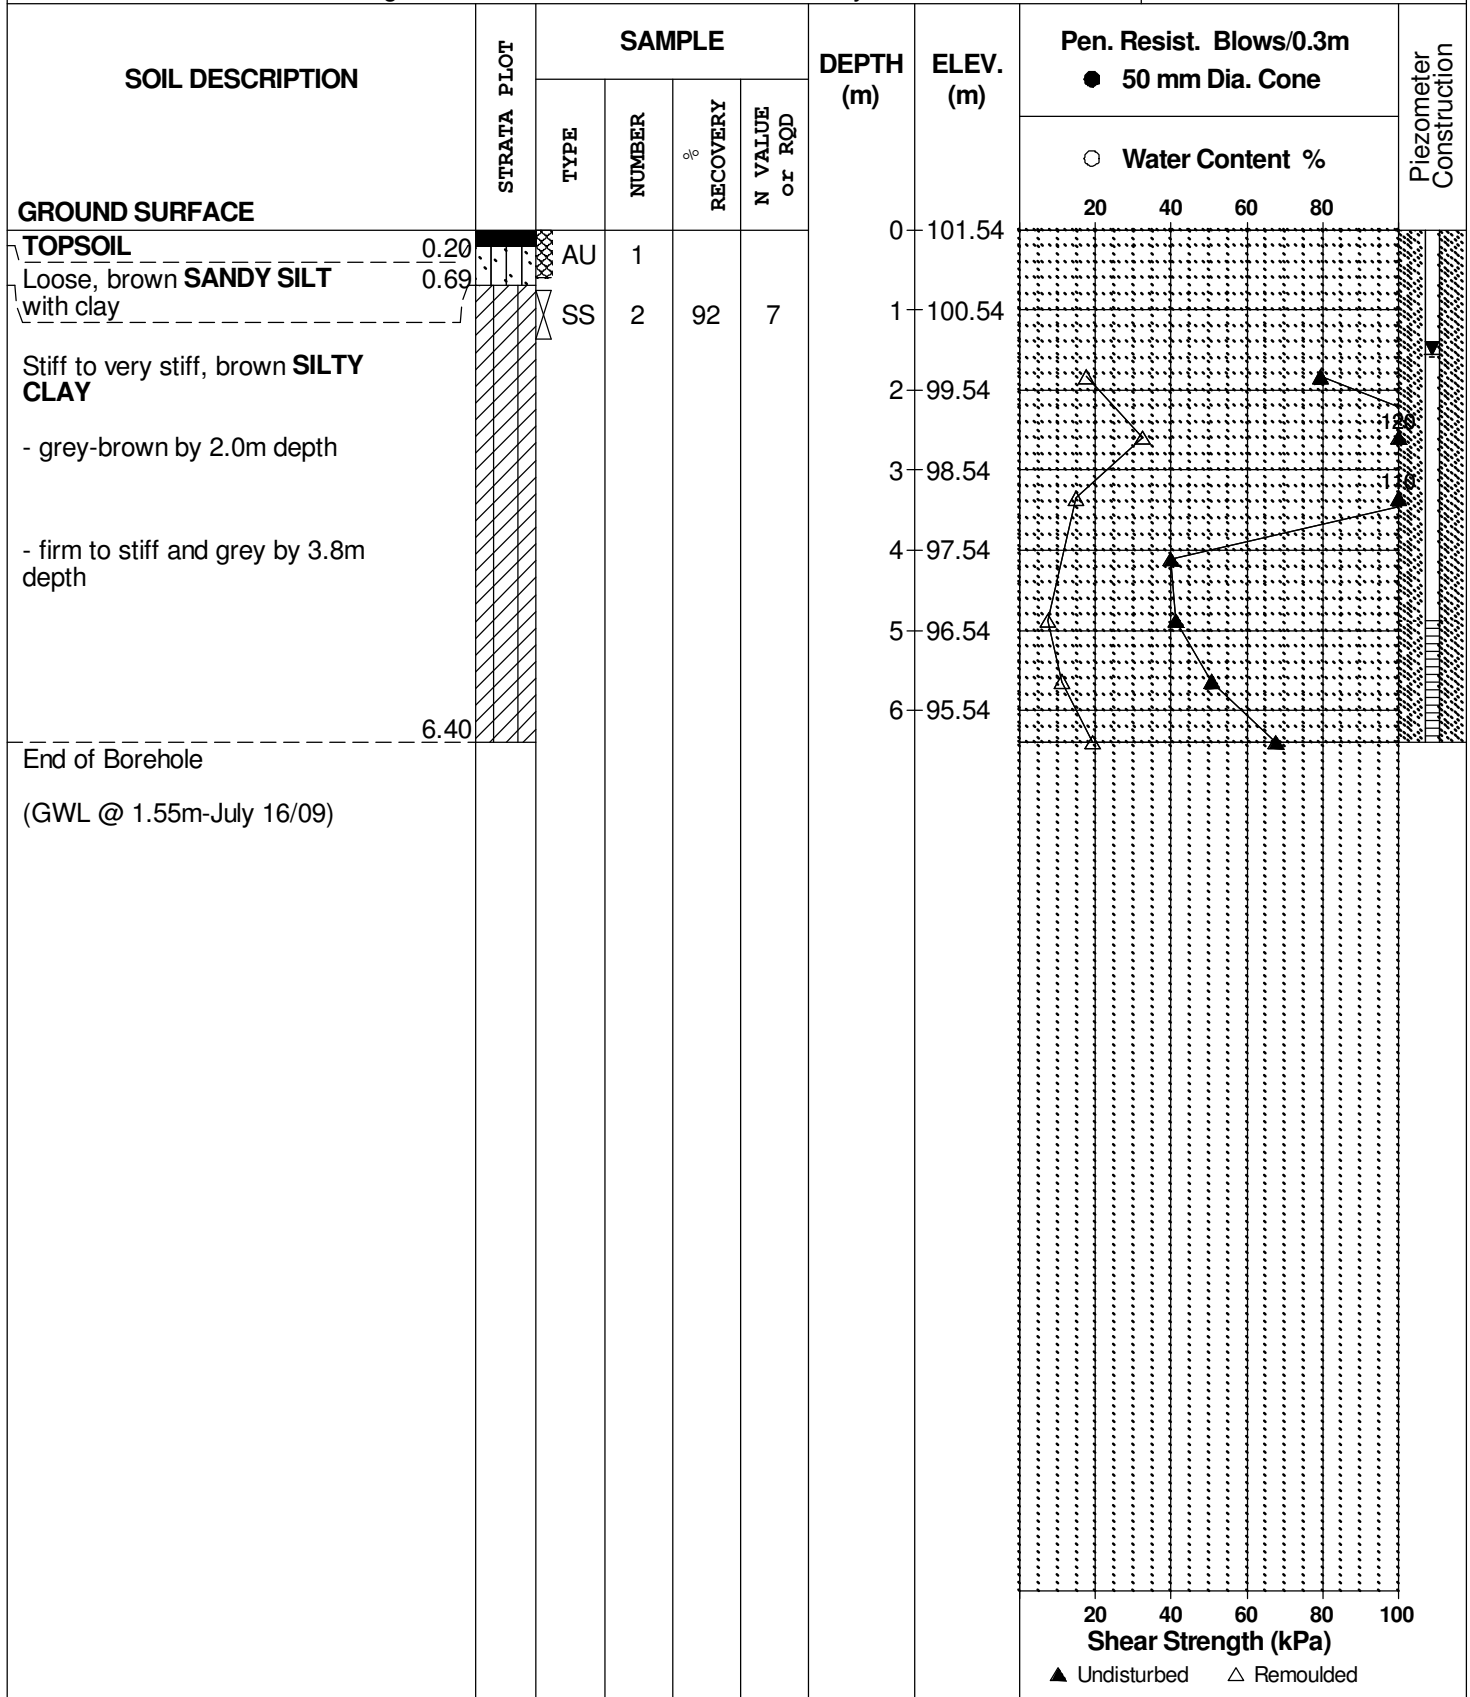 SOIL DESCRIPTION
STRATA PLOT
SAMPLE
TYPE
NUMBER
%
RECOVERY
N VALUE
or RQD
DEPTH
(m)
ELEV.
(m)
Pen. Resist. Blows/0.3m
● 50 mm Dia. Cone
○ Water Content %
Piezometer
Construction
GROUND SURFACE
20 40 60 80
0 101.54
TOPSOIL 0.20
AU 1
Loose, brown SANDY SILT 0.69
with clay
SS 2 92 7
1 100.54
Stiff to very stiff, brown SILTY
CLAY
2 99.54
120
- grey-brown by 2.0m depth
3 98.54
110
- firm to stiff and grey by 3.8m
depth
4 97.54
5 96.54
6 95.54
6.40
End of Borehole
(GWL @ 1.55m-July 16/09)
20 40 60 80 100
Shear Strength (kPa)
▲ Undisturbed △ Remoulded